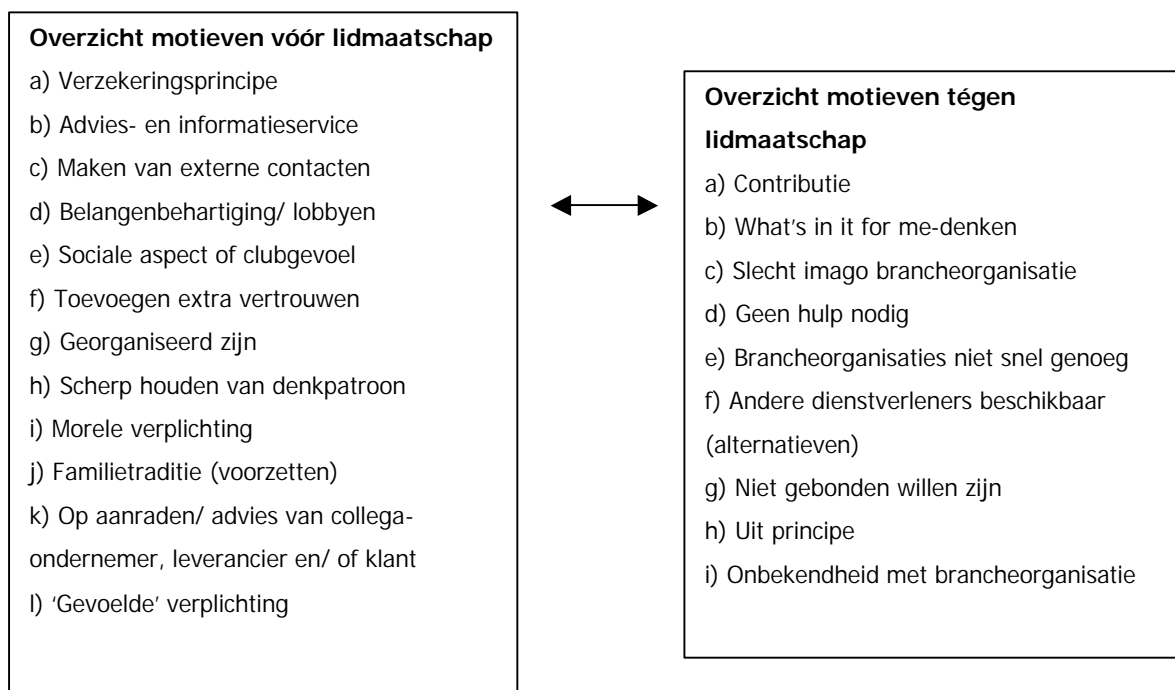 Overzicht motieven vóór lidmaatschap
a) Verzekeringsprincipe
b) Advies- en informatieservice
c) Maken van externe contacten
d) Belangenbehartiging/ lobbyen
e) Sociale aspect of clubgevoel
f) Toevoegen extra vertrouwen
g) Georganiseerd zijn
h) Scherp houden van denkpatroon
i) Morele verplichting
j) Familietraditie (voorzetten)
k) Op aanraden/ advies van collega-
ondernemer, leverancier en/ of klant
l) ‘Gevoelde’ verplichting
Overzicht motieven tégen
lidmaatschap
a) Contributie
b) What's in it for me-denken
c) Slecht imago brancheorganisatie
d) Geen hulp nodig
e) Brancheorganisaties niet snel genoeg
f) Andere dienstverleners beschikbaar
(alternatieven)
g) Niet gebonden willen zijn
h) Uit principe
i) Onbekendheid met brancheorganisatie